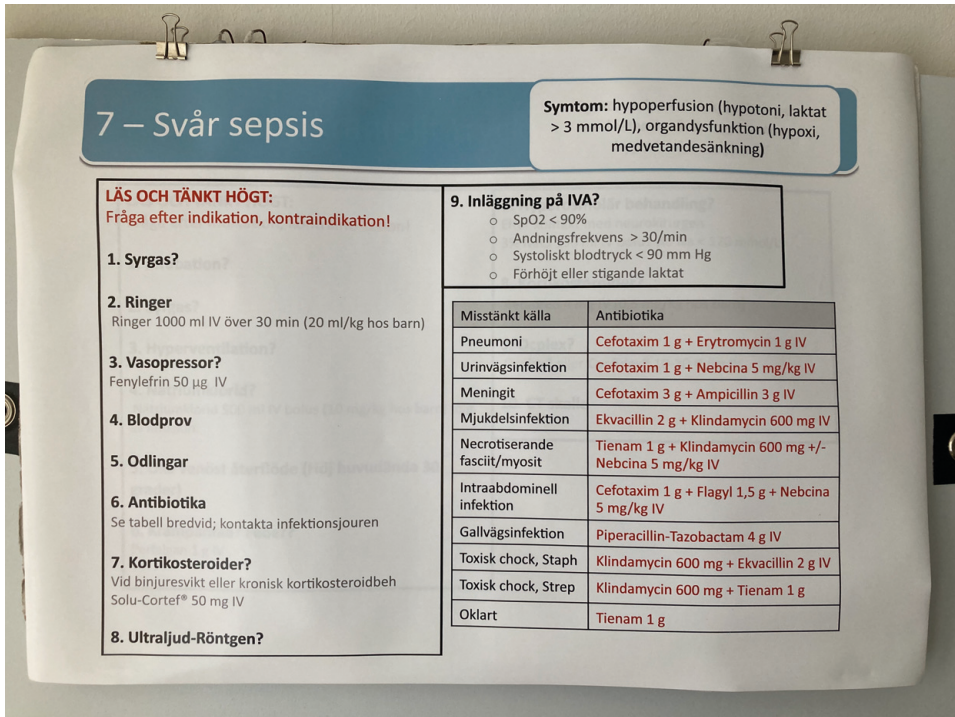 7 – Svår sepsis
Symtom: hypoperfusion (hypotoni, laktat
> 3 mmol/L), organdysfunktion (hypoxi,
medvetandesänkning)
LÄS OCH TÄNKT HÖGT:
Fråga efter indikation, kontraindikation!
1. Syrgas?
2. Ringer
Ringer 1000 ml IV över 30 min (20 ml/kg hos barn)
3. Vasopressor?
Fenylefrin 50 µg IV
4. Blodprov
5. Odlingar
6. Antibiotika
Se tabell bredvid; kontakta infektionsjouren
7. Kortikosteroider?
Vid binjuresvikt eller kronisk kortikosteroidbeh
Solu-Cortef® 50 mg IV
8. Ultraljud-Röntgen?
9. Inläggning på IVA?
○ SpO2 < 90%
○ Andningsfrekvens > 30/min
○ Systoliskt blodtryck < 90 mm Hg
○ Förhöjt eller stigande laktat
Misstänkt källa Antibiotika
Pneumoni Cefotaxim 1 g + Erytromycin 1 g IV
Urinvägsinfektion Cefotaxim 1 g + Nebcina 5 mg/kg IV
Meningit Cefotaxim 3 g + Ampicillin 3 g IV
Mjukdelsinfektion Ekvacillin 2 g + Klindamycin 600 mg IV
Necrotiserande Tienam 1 g + Klindamycin 600 mg +/-
fasciit/myosit Nebcina 5 mg/kg IV
Intraabdominell Cefotaxim 1 g + Flagyl 1,5 g + Nebcina
infektion 5 mg/kg IV
Gallvägsinfektion Piperacillin-Tazobactam 4 g IV
Toxisk chock, Staph Klindamycin 600 mg + Ekvacillin 2 g IV
Toxisk chock, Strep Klindamycin 600 mg + Tienam 1 g
Oklart Tienam 1 g